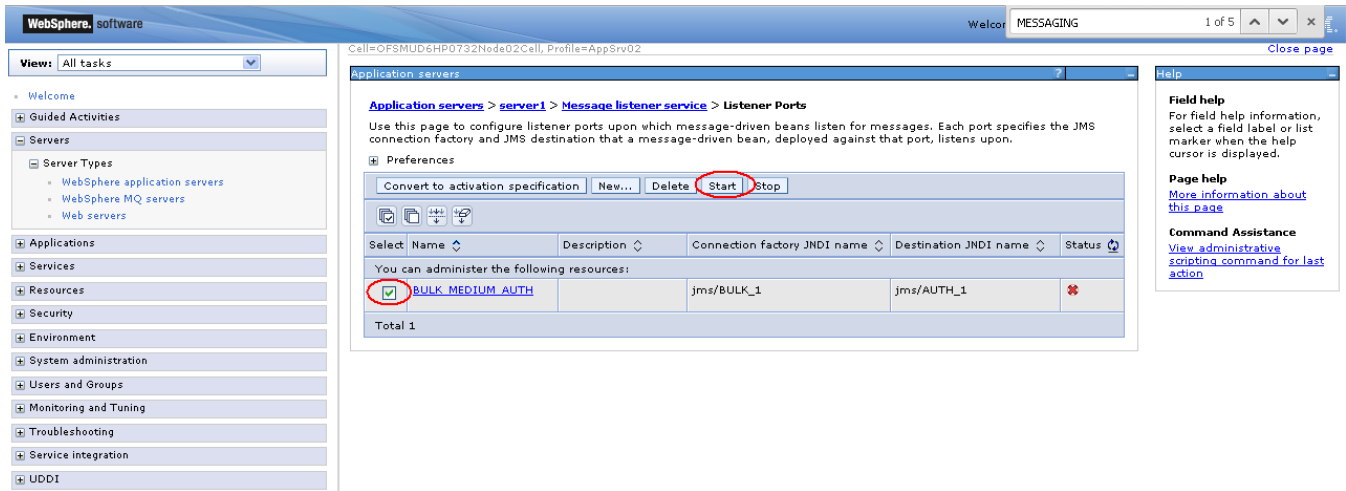 WebSphere. software
Welcor
MESSAGING
1 of 5
View: All tasks
Welcome
Guided Activities
Servers
Server Types
WebSphere application servers
WebSphere MQ servers
Web servers
Applications
Services
Resources
Security
Environment
System administration
Users and Groups
Monitoring and Tuning
Troubleshooting
Service integration
UDDI
Cell=OFSMUD6HP0732Node02Cell, Profile=AppSrv02
Close page
Application servers
?
Application servers > server1 > Message listener service > Listener Ports
Use this page to configure listener ports upon which message-driven beans listen for messages. Each port specifies the JMS
connection factory and JMS destination that a message-driven bean, deployed against that port, listens upon.
Preferences
Convert to activation specification New... Delete Start Stop
Select Name Description Connection factory JNDI name Destination JNDI name Status
You can administer the following resources:
BULK MEDIUM AUTH jms/BULK_1 jms/AUTH_1
Total 1
Help
Field help
For field help information,
select a field label or list
marker when the help
cursor is displayed.
Page help
More information about
this page
Command Assistance
View administrative
scripting command for last
action